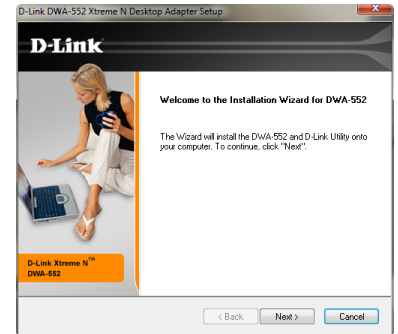 D-Link DWA-552 Xtreme N Desktop Adapter Setup
D-Link
Welcome to the Installation Wizard for DWA-552
The Wizard will install the DWA-552 and D-Link Utility onto
your computer. To continue, click "Next".
D-Link Xtreme N™
DWA-552
< Back
Next >
Cancel